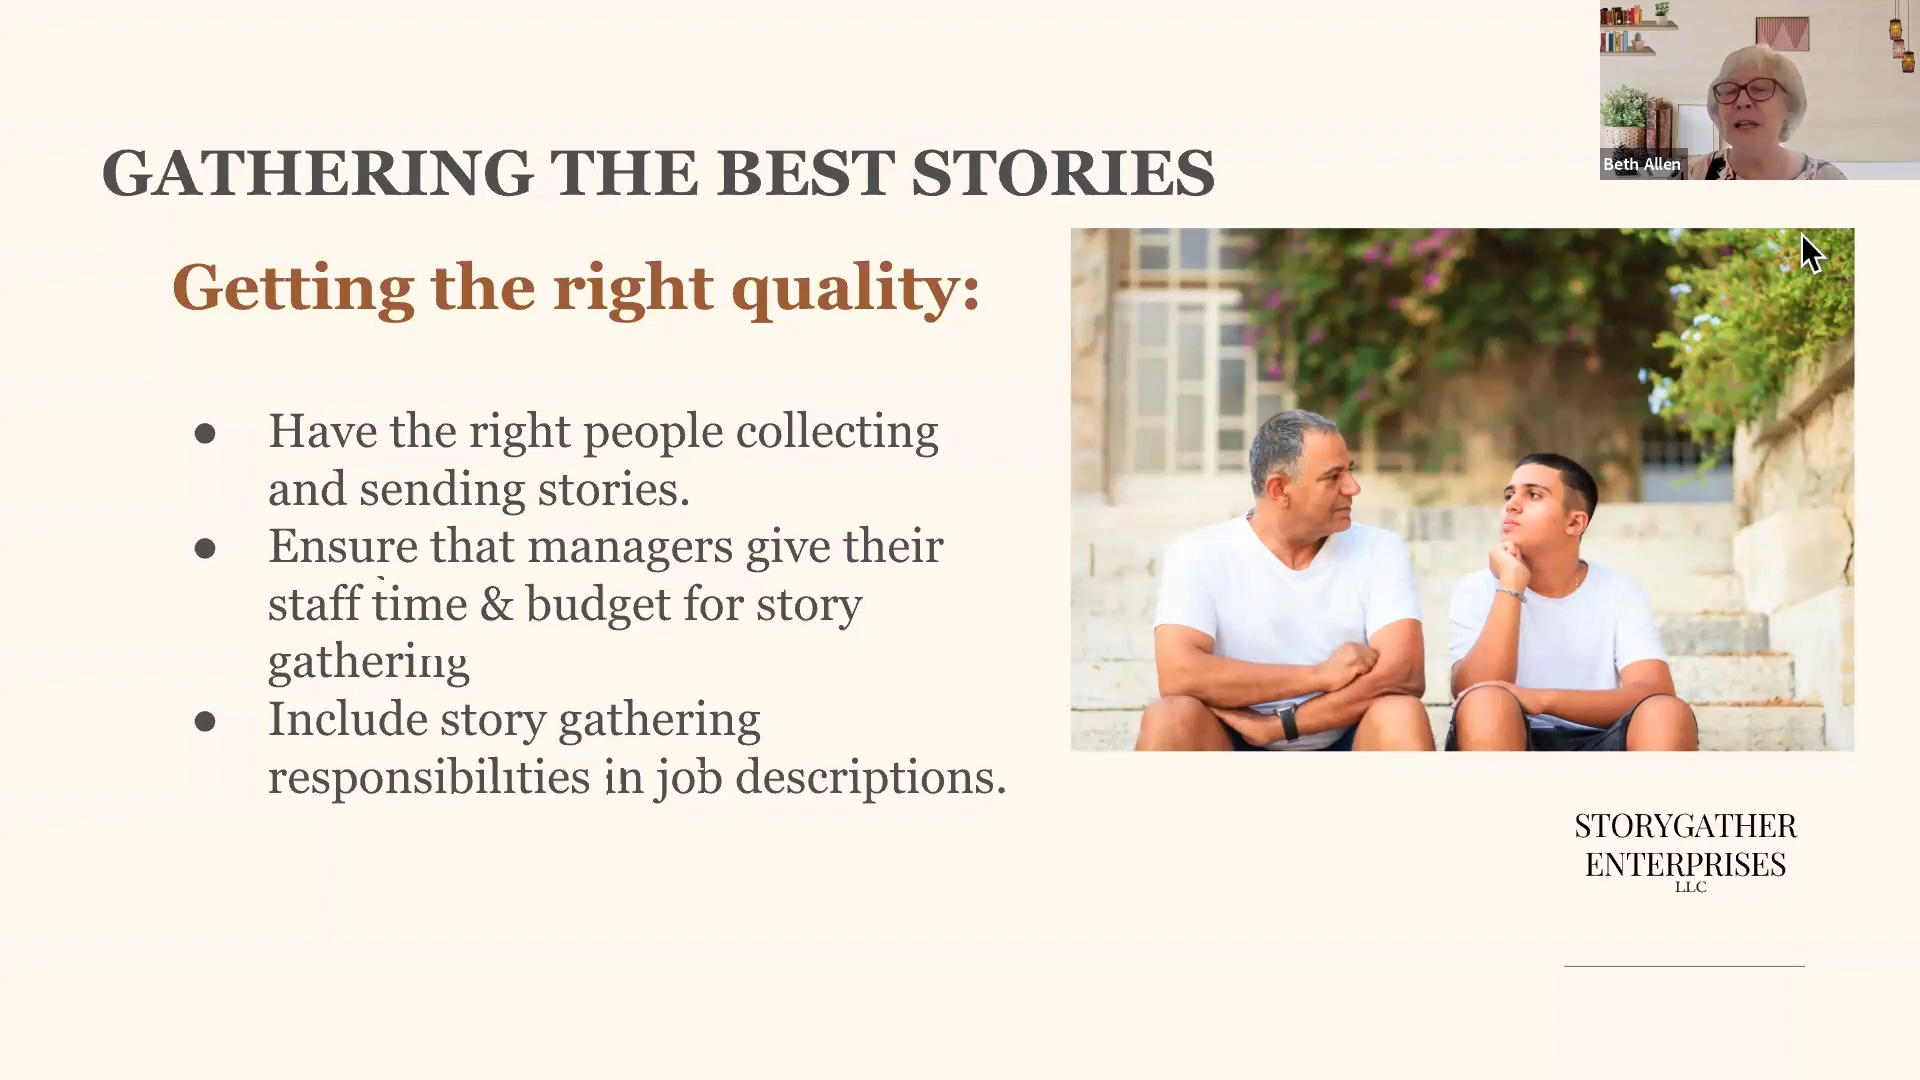 GATHERING THE BEST STORIES
Beth Allen
Getting the right quality:
● Have the right people collecting
and sending stories.
● Ensure that managers give their
staff time & budget for story
gathering
● Include story gathering
responsibilities in job descriptions.
STORYGATHER
ENTERPRISES
LLC